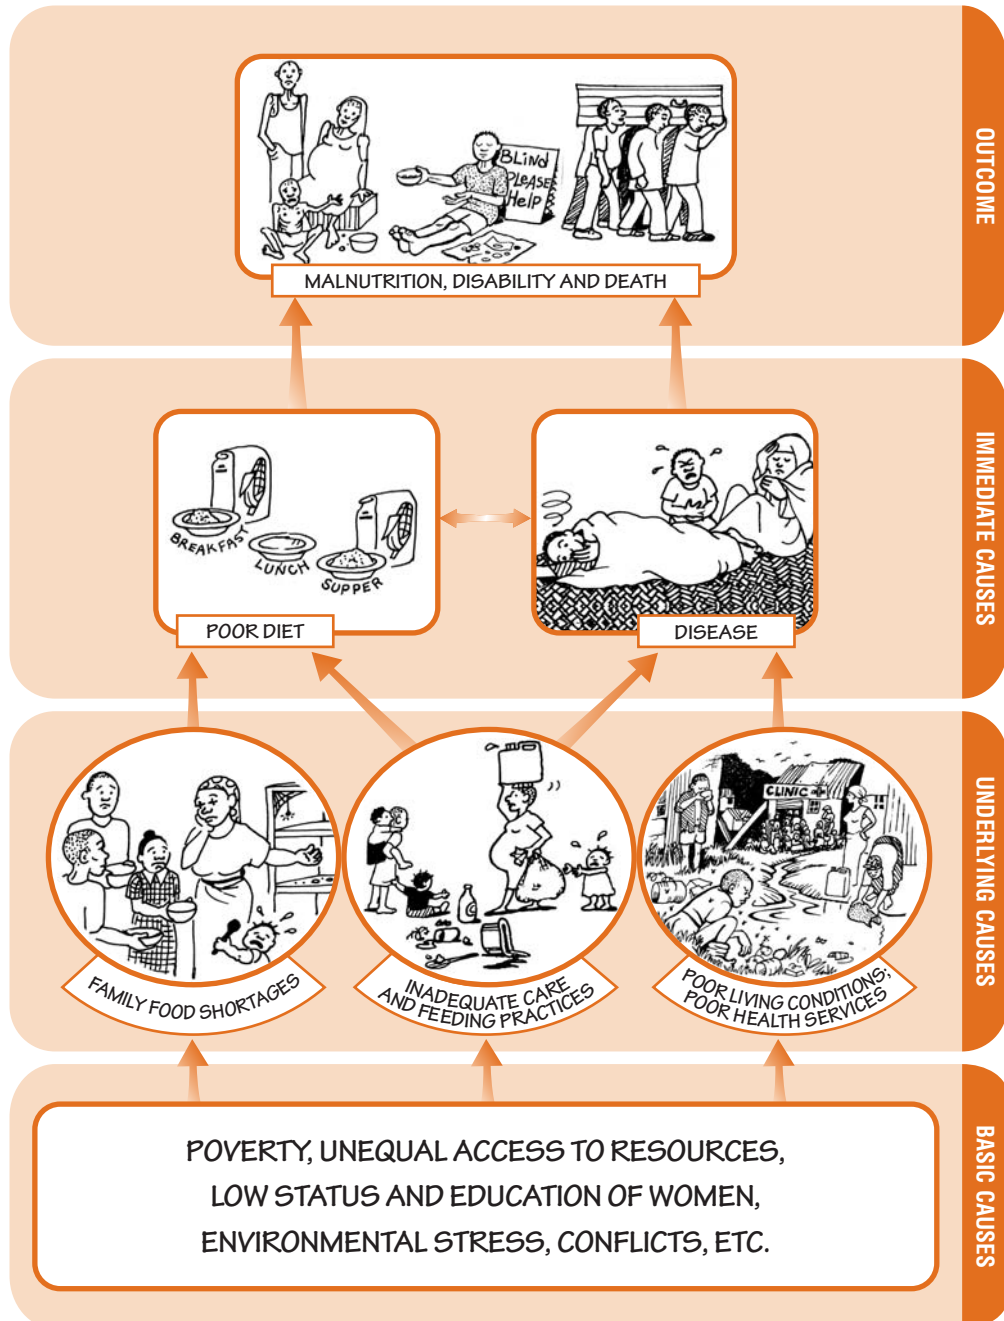 OUTCOME
BLiNd
PLEASE
HElP
MALNUTRITION, DISABILITY AND DEATH
IMMEDIATE CAUSES
BREAKFAST
LUNCH
SUPPER
POOR DIET
DISEASE
UNDERLYING CAUSES
CLINIC
FAMILY FOOD SHORTAGES
INADEQUATE CARE
AND FEEDING PRACTICES
POOR LIVING CONDITIONS;
POOR HEALTH SERVICES
BASIC CAUSES
POVERTY, UNEQUAL ACCESS TO RESOURCES,
LOW STATUS AND EDUCATION OF WOMEN,
ENVIRONMENTAL STRESS, CONFLICTS, ETC.